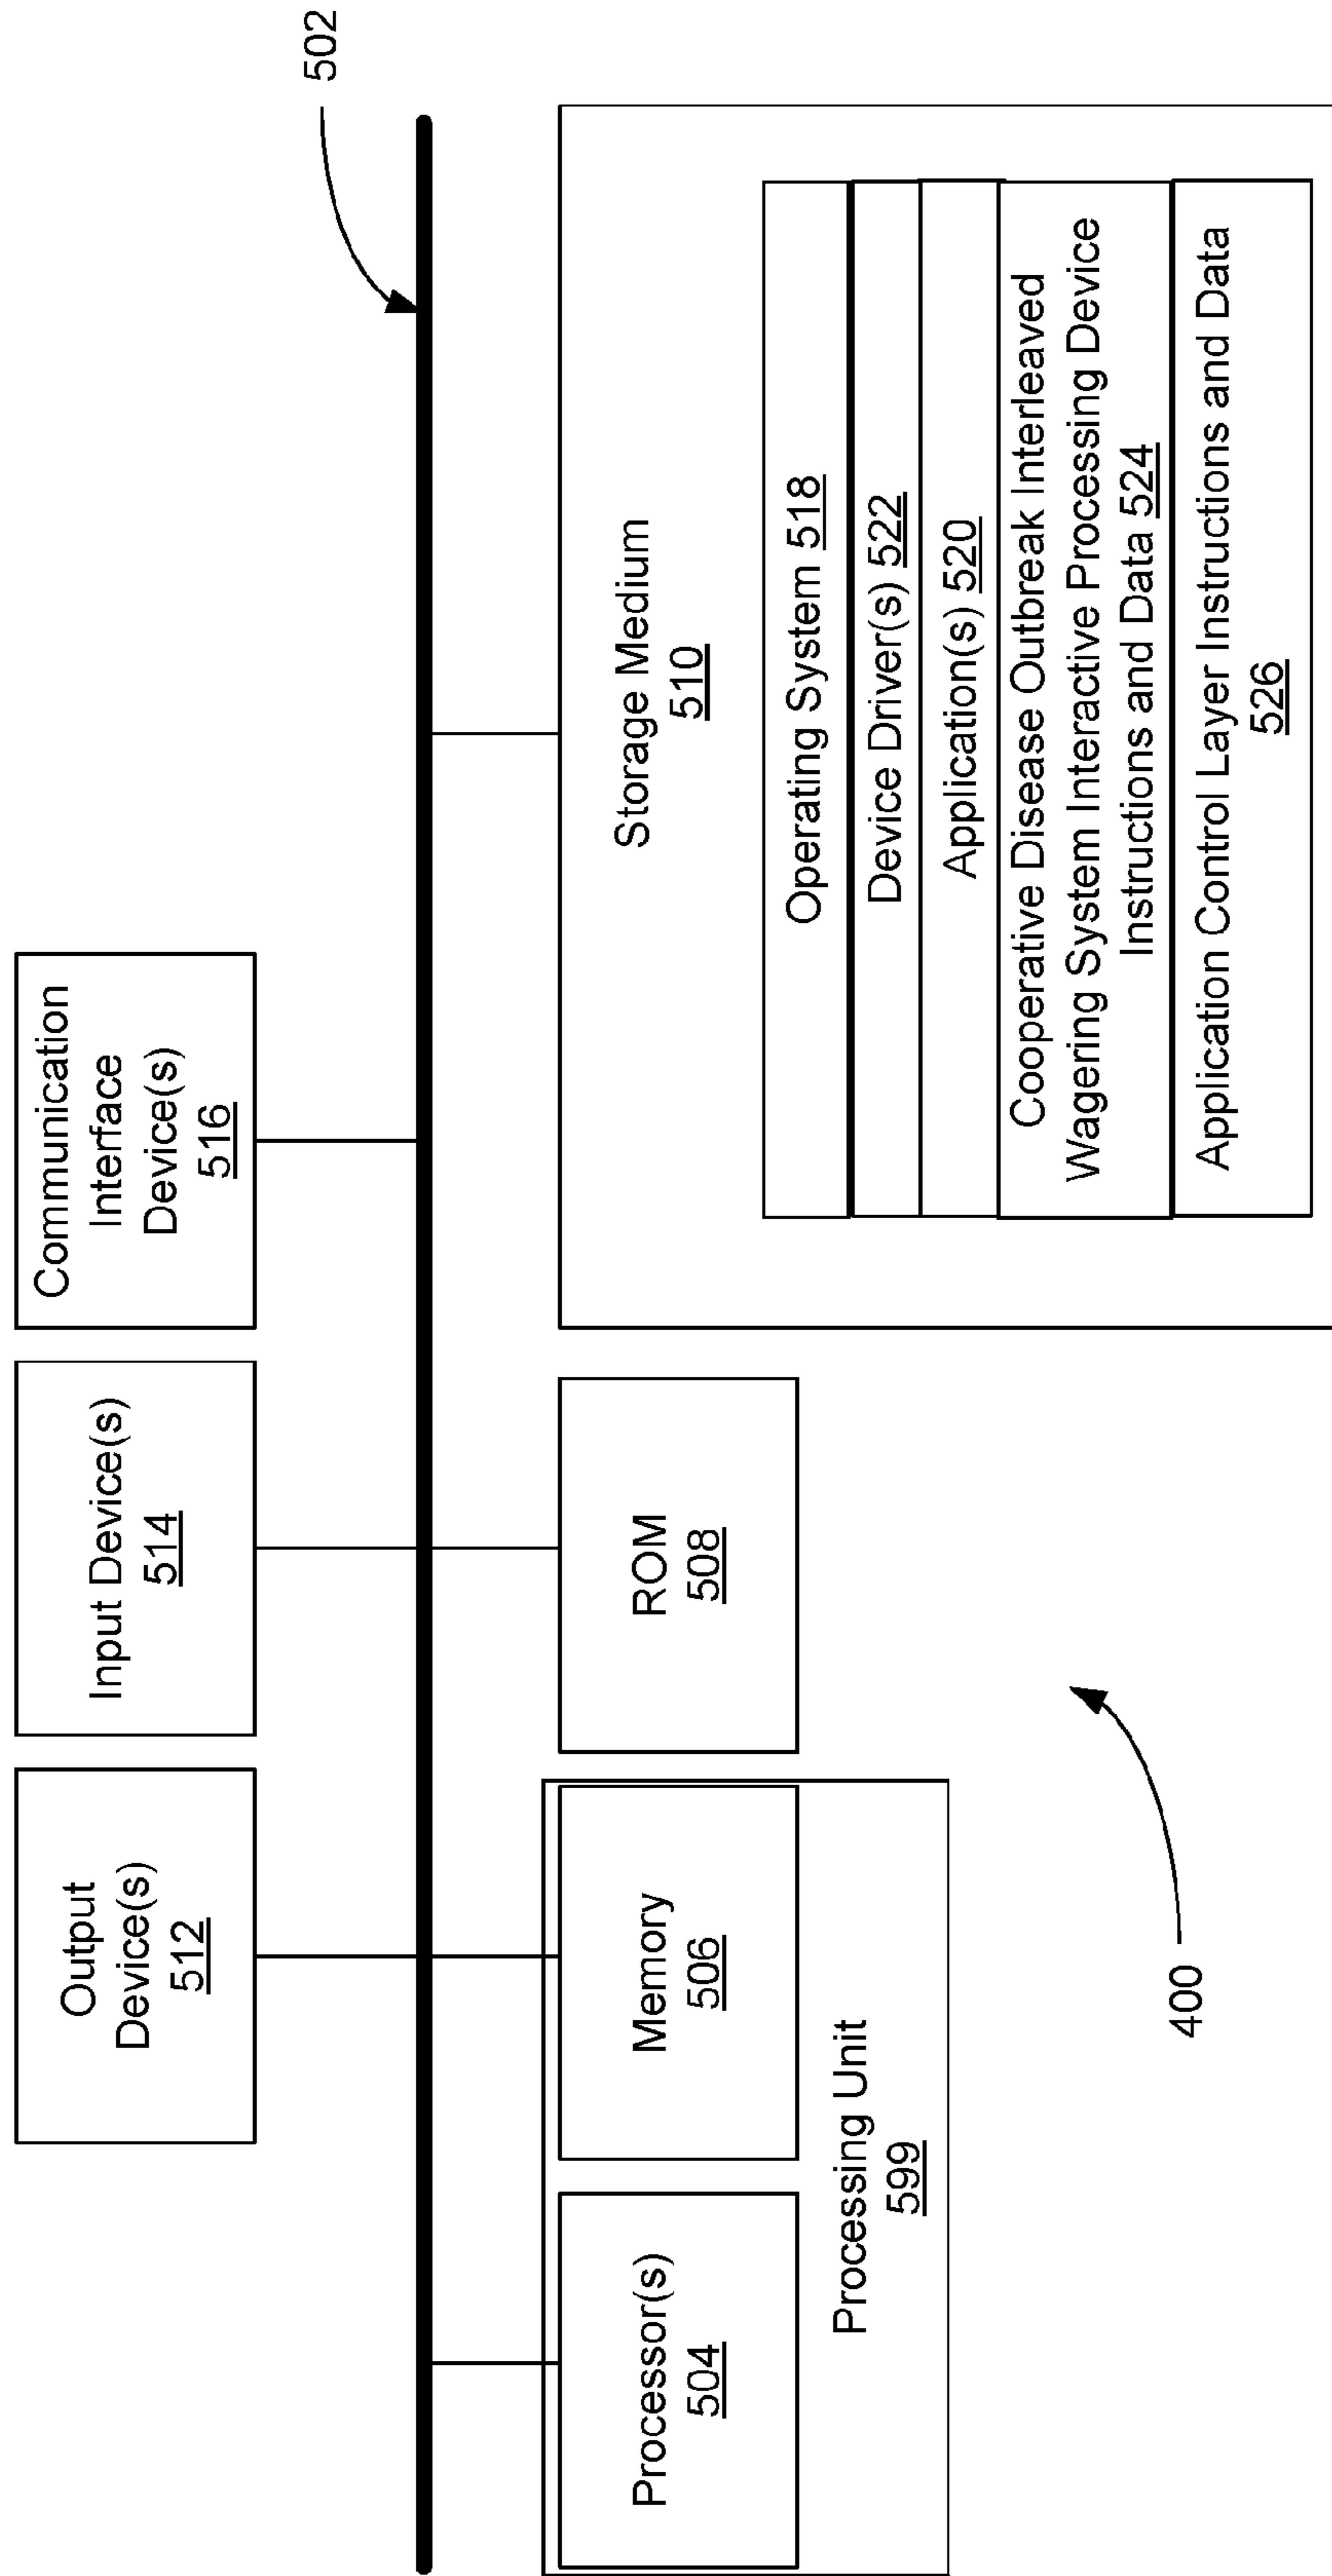 502
Output
Device(s)
512
Input Device(s)
514
Communication
Interface
Device(s)
516
Processor(s)
504
Memory
506
Processing Unit
599
ROM
508
Storage Medium
510
Operating System 518
Device Driver(s) 522
Application(s) 520
Cooperative Disease Outbreak Interleaved
Wagering System Interactive Processing Device
Instructions and Data 524
Application Control Layer Instructions and Data
526
400